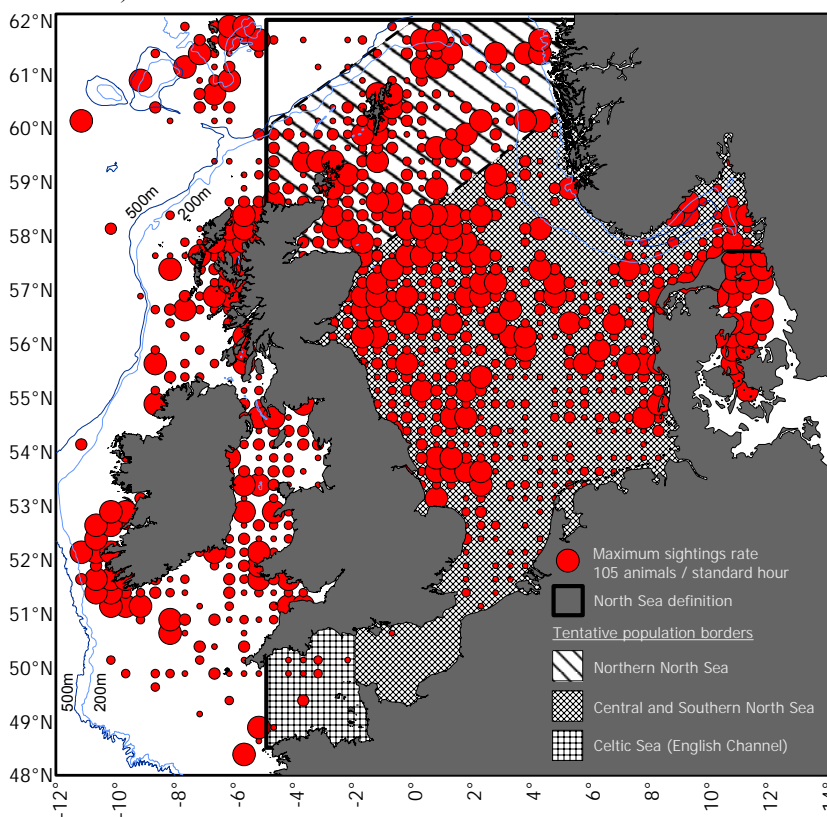 62°N
61°N
60°N
59°N
58°N
57°N
56°N
55°N
54°N
53°N
52°N
51°N
50°N
49°N
48°N
500m
200m
500m
200m
Maximum sightings rate
105 animals / standard hour
North Sea definition
Tentative population borders
Northern North Sea
Central and Southern North Sea
Celtic Sea (English Channel)
-12° -10° -8° -6° -4° -2° 0° 2° 4° 6° 8° 10° 12° 14°